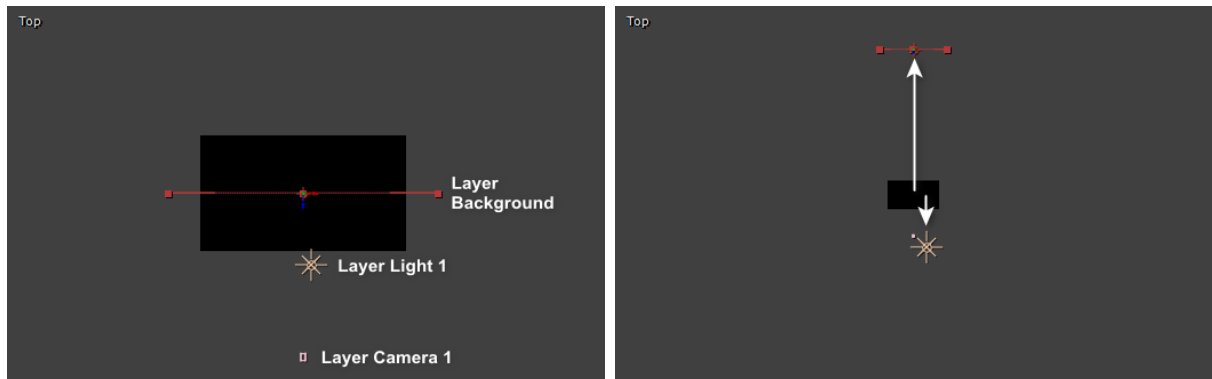 Top
Layer
Background
Layer Light 1
Layer Camera 1
Top